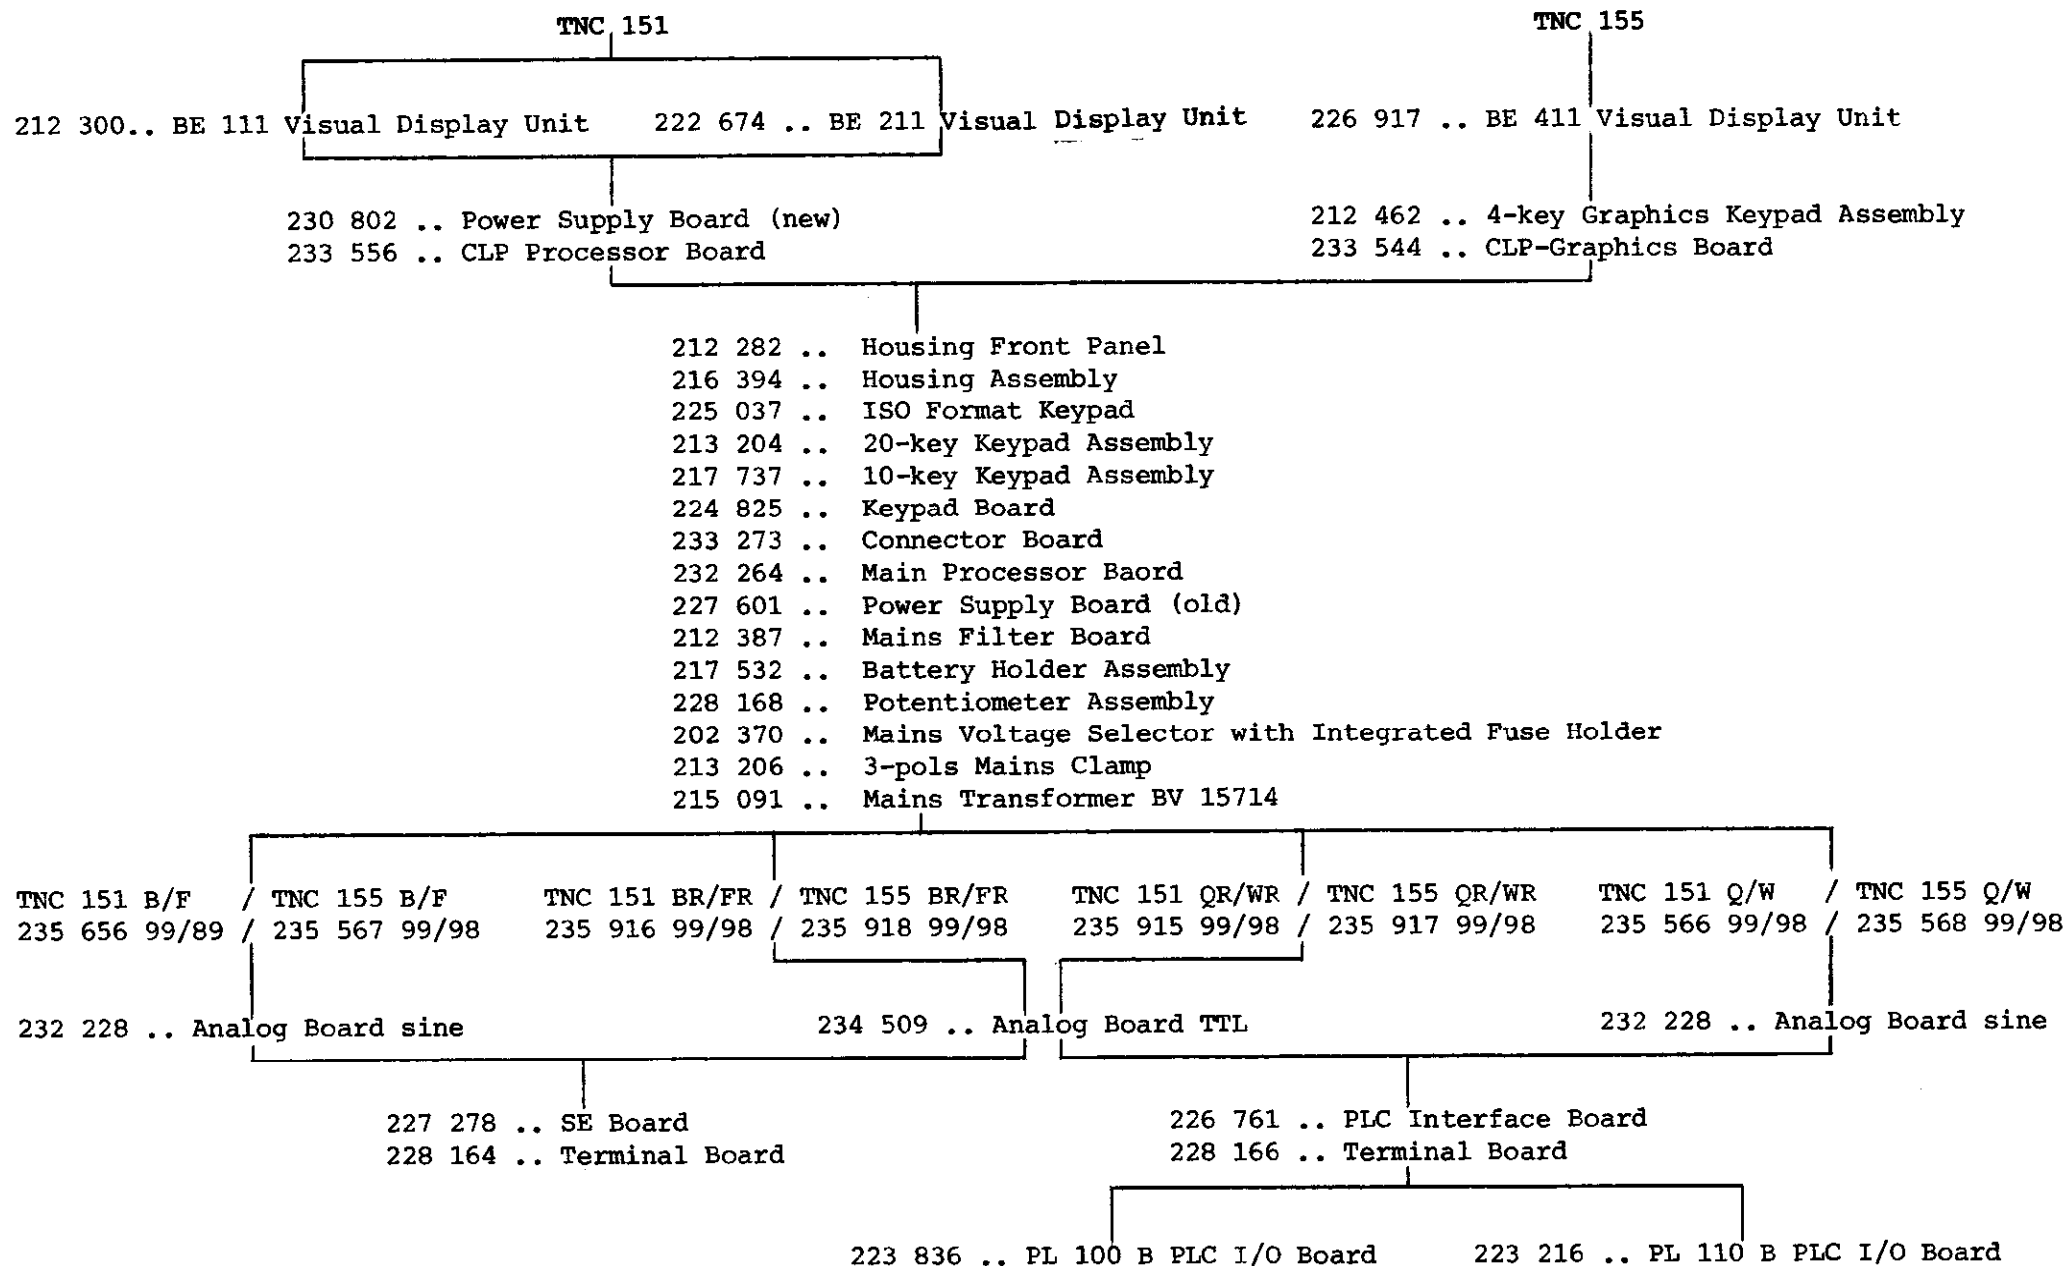 TNC 151
TNC 155
212 300.. BE 111 Visual Display Unit
222 674 .. BE 211 Visual Display Unit
226 917 .. BE 411 Visual Display Unit
230 802 .. Power Supply Board (new)
233 556 .. CLP Processor Board
212 462 .. 4-key Graphics Keypad Assembly
233 544 .. CLP-Graphics Board
212 282 .. Housing Front Panel
216 394 .. Housing Assembly
225 037 .. ISO Format Keypad
213 204 .. 20-key Keypad Assembly
217 737 .. 10-key Keypad Assembly
224 825 .. Keypad Board
233 273 .. Connector Board
232 264 .. Main Processor Baord
227 601 .. Power Supply Board (old)
212 387 .. Mains Filter Board
217 532 .. Battery Holder Assembly
228 168 .. Potentiometer Assembly
202 370 .. Mains Voltage Selector with Integrated Fuse Holder
213 206 .. 3-pols Mains Clamp
215 091 .. Mains Transformer BV 15714
TNC 151 B/F / TNC 155 B/F
235 656 99/89 / 235 567 99/98
TNC 151 BR/FR / TNC 155 BR/FR
235 916 99/98 / 235 918 99/98
TNC 151 QR/WR / TNC 155 QR/WR
235 915 99/98 / 235 917 99/98
TNC 151 Q/W / TNC 155 Q/W
235 566 99/98 / 235 568 99/98
232 228 .. Analog Board sine
234 509 .. Analog Board TTL
232 228 .. Analog Board sine
227 278 .. SE Board
228 164 .. Terminal Board
226 761 .. PLC Interface Board
228 166 .. Terminal Board
223 836 .. PL 100 B PLC I/O Board
223 216 .. PL 110 B PLC I/O Board